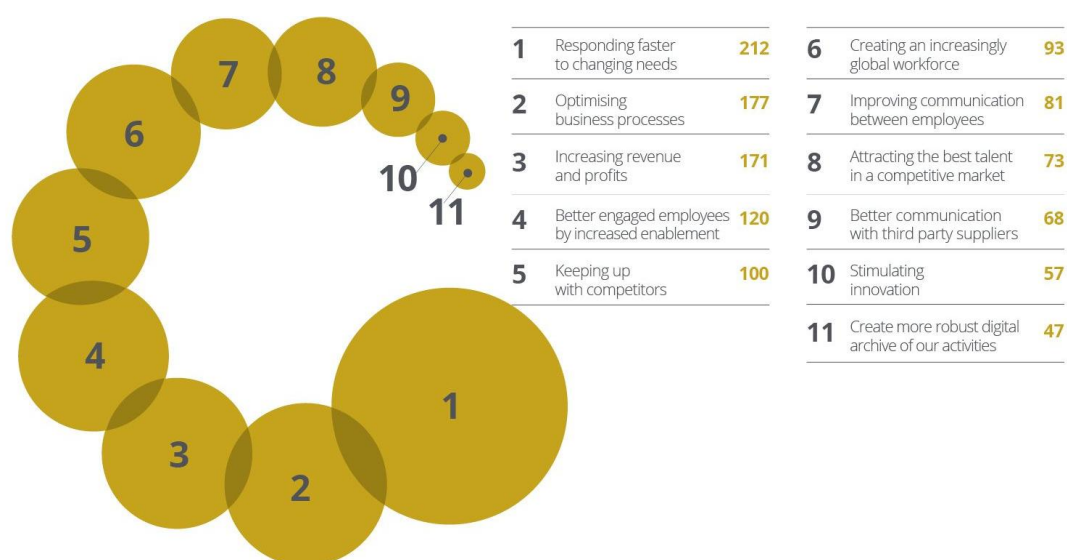 1 Responding faster 212
to changing needs
2 Optimising 177
business processes
3 Increasing revenue 171
and profits
4 Better engaged employees 120
by increased enablement
5 Keeping up 100
with competitors
6 Creating an increasingly 93
global workforce
7 Improving communication 81
between employees
8 Attracting the best talent 73
in a competitive market
9 Better communication 68
with third party suppliers
10 Stimulating 57
innovation
11 Create more robust digital 47
archive of our activities
7
8
9
6
10
11
5
4
1
3
2